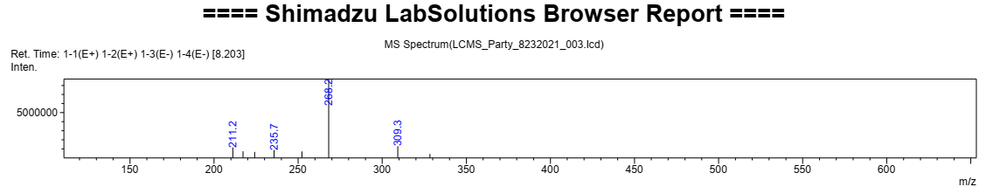 ==== Shimadzu LabSolutions Browser Report ====
MS Spectrum(LCMS_Party_8232021_003.lcd)
Ret. Time: 1-1(E+) 1-2(E+) 1-3(E-) 1-4(E-) [8.203]
Inten.
268.2
5000000
211.2
235.7
309.3
150 200 250 300 350 400 450 500 550 600
m/z